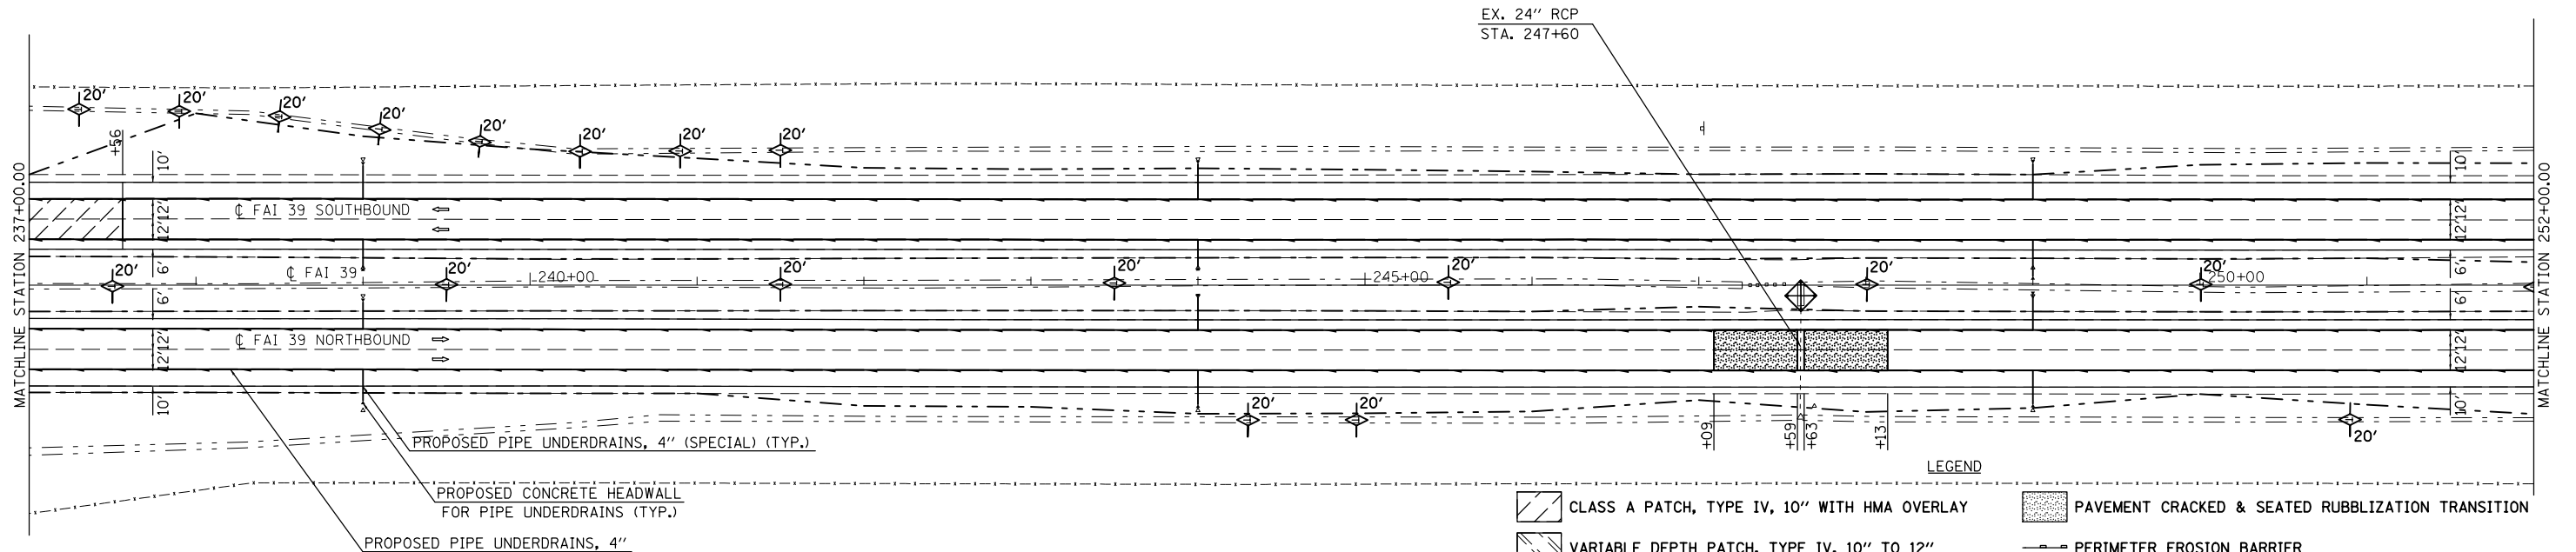 EX. 24" RCP
STA. 247+60
20'
20'
20'
20'
20'
20'
20'
20'
+56
10'
10'
MATCHLINE STATION 237+00.00
MATCHLINE STATION 252+00.00
12'12'
℄ FAI 39 SOUTHBOUND
12'12'
20'
6'
℄ FAI 39
20'
240+00
20'
20'
245+00
20'
20'
20'
250+00
6'
6'
6'
12'12'
℄ FAI 39 NORTHBOUND
12'12'
10'
20'
20'
10'
20'
+09
+59
+63
+13
PROPOSED PIPE UNDERDRAINS, 4" (SPECIAL) (TYP.)
LEGEND
PROPOSED CONCRETE HEADWALL
FOR PIPE UNDERDRAINS (TYP.)
CLASS A PATCH, TYPE IV, 10" WITH HMA OVERLAY
PAVEMENT CRACKED & SEATED RUBBLIZATION TRANSITION
PROPOSED PIPE UNDERDRAINS, 4"
VARIABLE DEPTH PATCH, TYPE IV, 10" TO 12"
PERIMETER EROSION BARRIER